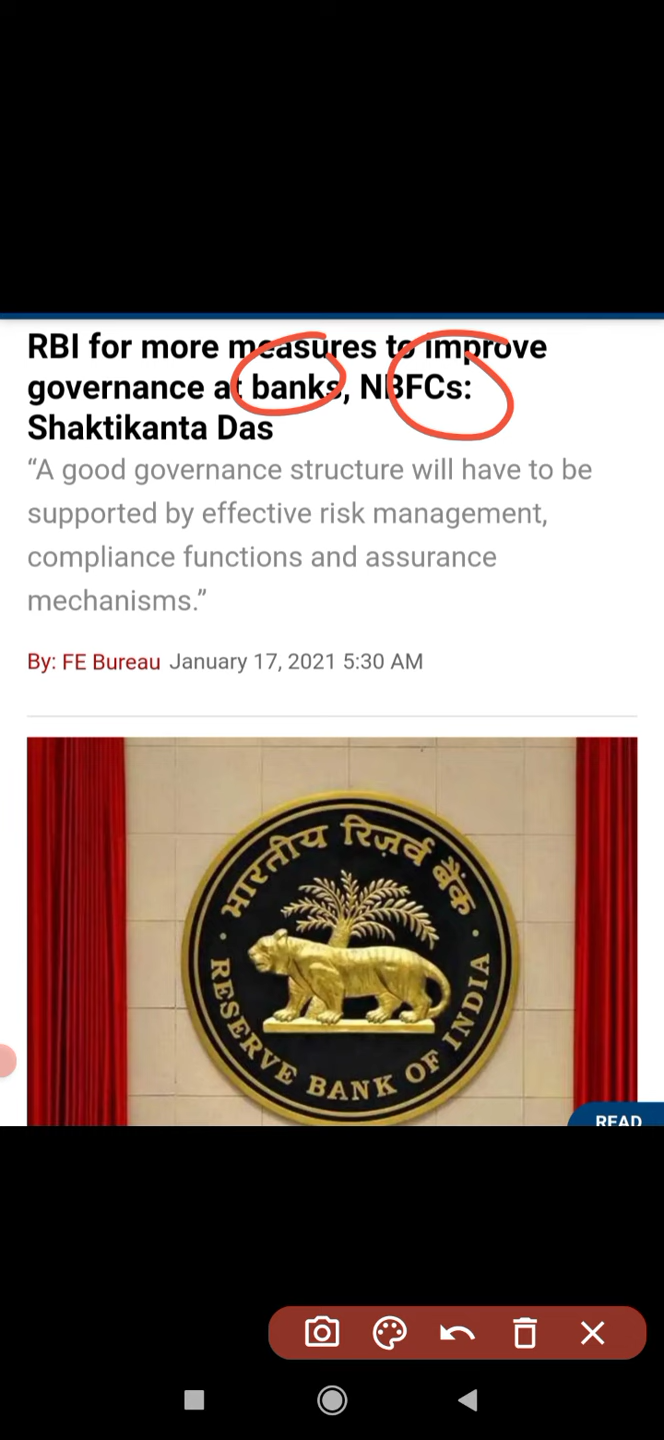 RBI for more measures to improve
governance at banks, NBFCs:
Shaktikanta Das
“A good governance structure will have to be
supported by effective risk management,
compliance functions and assurance
mechanisms.”
By: FE Bureau January 17, 2021 5:30 AM
भारतीय रिज़र्व बैंक
RESERVE BANK OF INDIA
READ